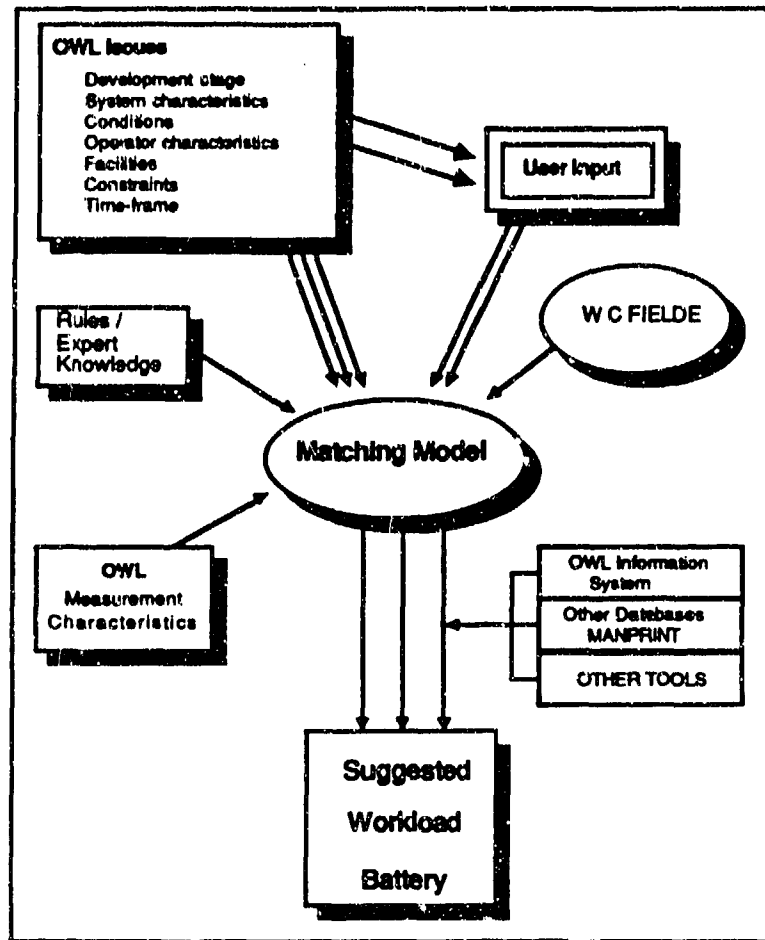 OWL Issues
Development stage
System characteristics
Conditions
Operator characteristics
Facilities
Constraints
Time-frame
User Input
Rules /
Expert
Knowledge
W C FIELDE
Matching Model
OWL
Measurement
Characteristics
OWL Information
System
Other Databases
MANPRINT
OTHER TOOLS
Suggested
Workload
Battery